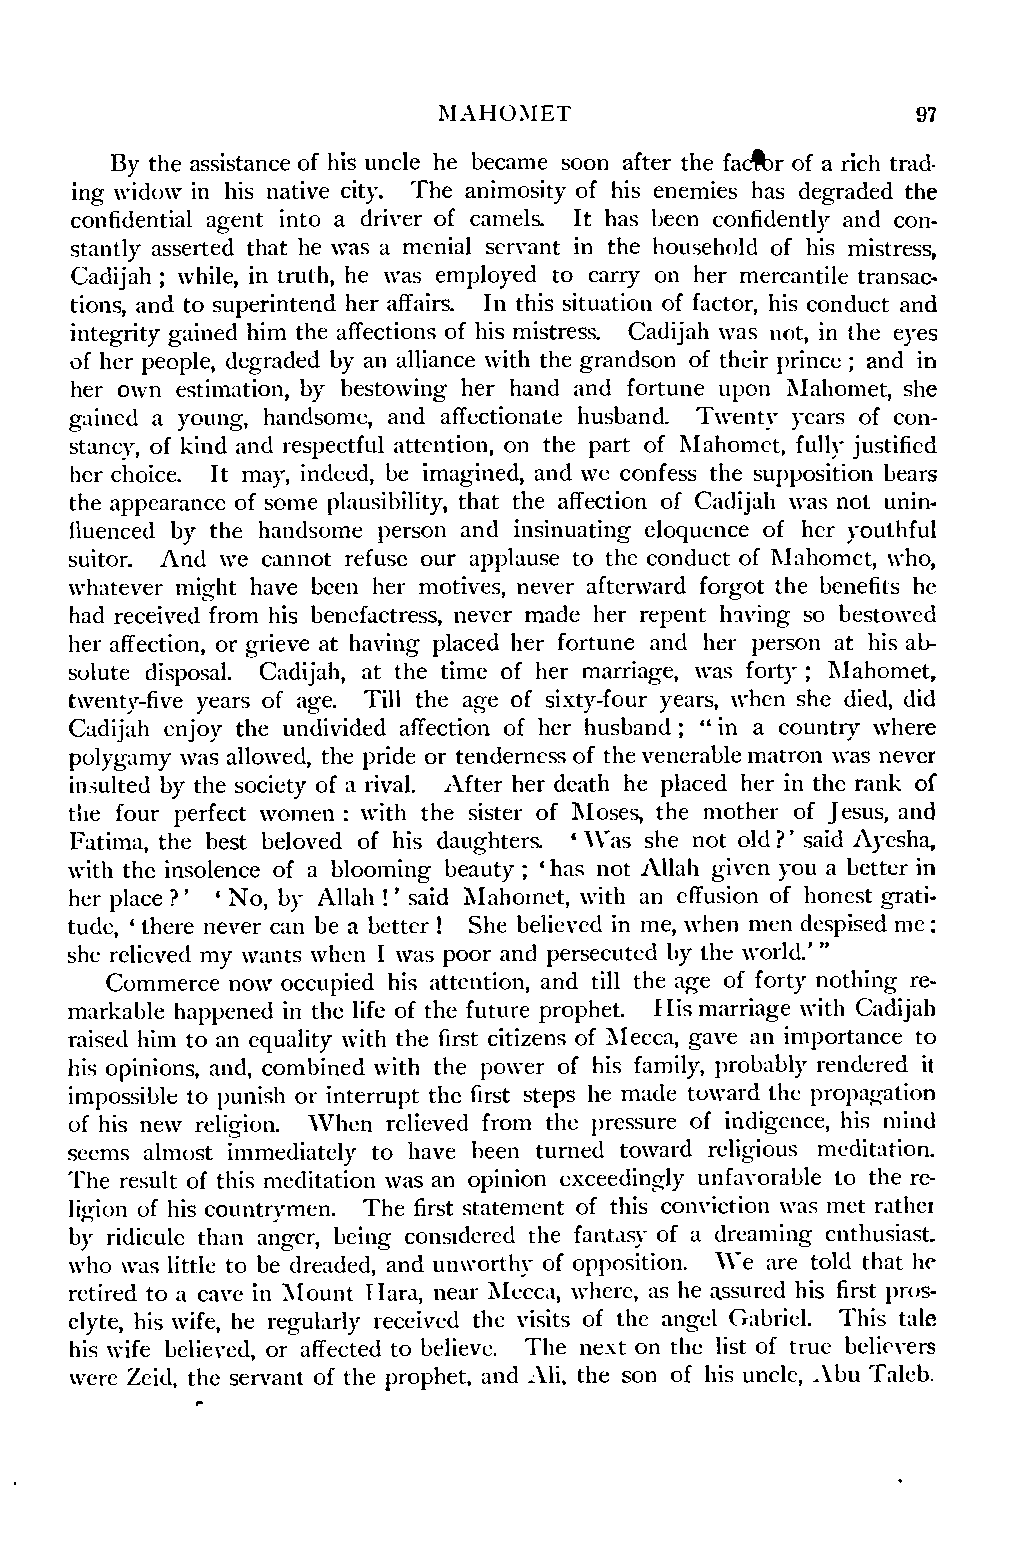 MAHOMET 97
By the assistance of his uncle he became soon after the factor of a rich trad-
ing widow in his native city. The animosity of his enemies has degraded the
confidential agent into a driver of camels. It has been confidently and con-
stantly asserted that he was a menial servant in the household of his mistress,
Cadijah ; while, in truth, he was employed to carry on her mercantile transac-
tions, and to superintend her affairs. In this situation of factor, his conduct and
integrity gained him the affections of his mistress. Cadijah was not, in the eyes
of her people, degraded by an alliance with the grandson of their prince ; and in
her own estimation, by bestowing her hand and fortune upon Mahomet, she
gained a young, handsome, and affectionate husband. Twenty years of con-
stancy, of kind and respectful attention, on the part of Mahomet, fully justified
her choice. It may, indeed, be imagined, and we confess the supposition bears
the appearance of some plausibility, that the affection of Cadijah was not unin-
fluenced by the handsome person and insinuating eloquence of her youthful
suitor. And we cannot refuse our applause to the conduct of Mahomet, who,
whatever might have been her motives, never afterward forgot the benefits he
had received from his benefactress, never made her repent having so bestowed
her affection, or grieve at having placed her fortune and her person at his ab-
solute disposal. Cadijah, at the time of her marriage, was forty ; Mahomet,
twenty-five years of age. Till the age of sixty-four years, when she died, did
Cadijah enjoy the undivided affection of her husband ; “ in a country where
polygamy was allowed, the pride or tenderness of the venerable matron was never
insulted by the society of a rival. After her death he placed her in the rank of
the four perfect women : with the sister of Moses, the mother of Jesus, and
Fatima, the best beloved of his daughters. ‘ Was she not old ?’ said Ayesha,
with the insolence of a blooming beauty ; ‘ has not Allah given you a better in
her place ?’ ‘ No, by Allah !’ said Mahomet, with an effusion of honest grati-
tude, ‘ there never can be a better ! She believed in me, when men despised me ;
she relieved my wants when I was poor and persecuted by the world.’ ”
Commerce now occupied his attention, and till the age of forty nothing re-
markable happened in the life of the future prophet. His marriage with Cadijah
raised him to an equality with the first citizens of Mecca, gave an importance to
his opinions, and, combined with the power of his family, probably rendered it
impossible to punish or interrupt the first steps he made toward the propagation
of his new religion. When relieved from the pressure of indigence, his mind
seems almost immediately to have been turned toward religious meditation.
The result of this meditation was an opinion exceedingly unfavorable to the re-
ligion of his countrymen. The first statement of this conviction was met rather
by ridicule than anger, being considered the fantasy of a dreaming enthusiast.
who was little to be dreaded, and unworthy of opposition. We are told that he
retired to a cave in Mount Hara, near Mecca, where, as he assured his first pros-
elyte, his wife, he regularly received the visits of the angel Gabriel. This tale
his wife believed, or affected to believe. The next on the list of true believers
were Zeid, the servant of the prophet, and Ali, the son of his uncle, Abu Taleb.